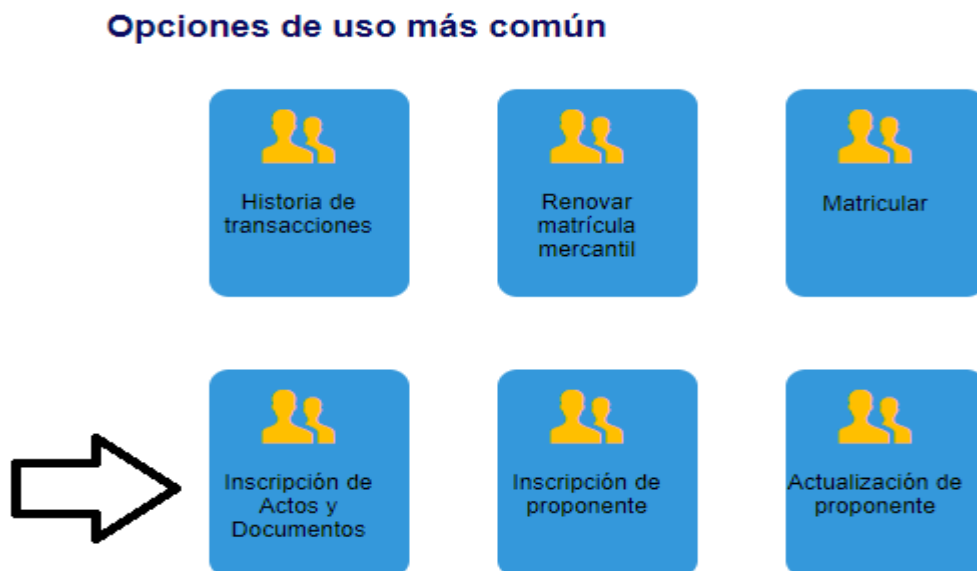 Opciones de uso más común
Historia de
transacciones
Renovar
matrícula
mercantil
Matricular
Inscripción de
Actos y
Documentos
Inscripción de
proponente
Actualización de
proponente